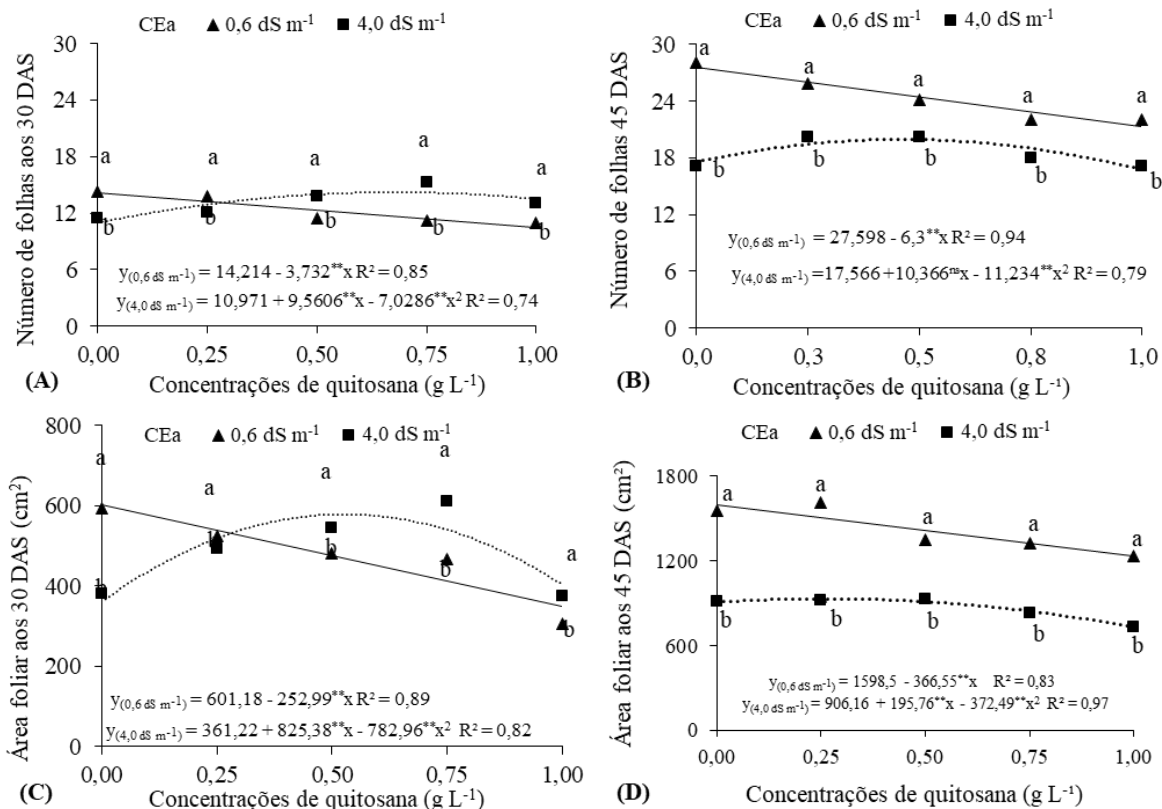 CEa ▲ 0,6 dS m⁻¹ ■ 4,0 dS m⁻¹
Número de folhas aos 30 DAS
30
24
18
12
6
0
a a a a a
b b b b b
y(0,6 dS m⁻¹) = 14,214 - 3,732**x R² = 0,85
y(4,0 dS m⁻¹) = 10,971 + 9,5606**x - 7,0286**x² R² = 0,74
0,00 0,25 0,50 0,75 1,00
(A) Concentrações de quitosana (g L⁻¹)
CEa ▲ 0,6 dS m⁻¹ ■ 4,0 dS m⁻¹
Número de folhas 45 DAS
30
24
18
12
6
0
a a a a a
b b b b b
y(0,6 dS m⁻¹) = 27,598 - 6,3**x R² = 0,94
y(4,0 dS m⁻¹) =17,566 +10,366ⁿˢx - 11,234**x² R² = 0,79
0,0 0,3 0,5 0,8 1,0
(B) Concentrações de quitosana (g L⁻¹)
CEa ▲ 0,6 dS m⁻¹ ■ 4,0 dS m⁻¹
Área foliar aos 30 DAS (cm²)
800
600
400
200
0
a a a a a
b b b b b
y(0,6 dS m⁻¹) = 601,18 - 252,99**x R² = 0,89
y(4,0 dS m⁻¹) = 361,22 + 825,38**x - 782,96**x² R² = 0,82
0,00 0,25 0,50 0,75 1,00
(C) Concentrações de quitosana (g L⁻¹)
CEa ▲ 0,6 dS m⁻¹ ■ 4,0 dS m⁻¹
Área foliar aos 45 DAS (cm²)
1800
1200
600
0
a a a a a
b b b b b
y(0,6 dS m⁻¹) = 1598,5 - 366,55**x R² = 0,83
y(4,0 dS m⁻¹) = 906,16 + 195,76**x - 372,49**x² R² = 0,97
0,00 0,25 0,50 0,75 1,00
(D) Concentrações de quitosana (g L⁻¹)